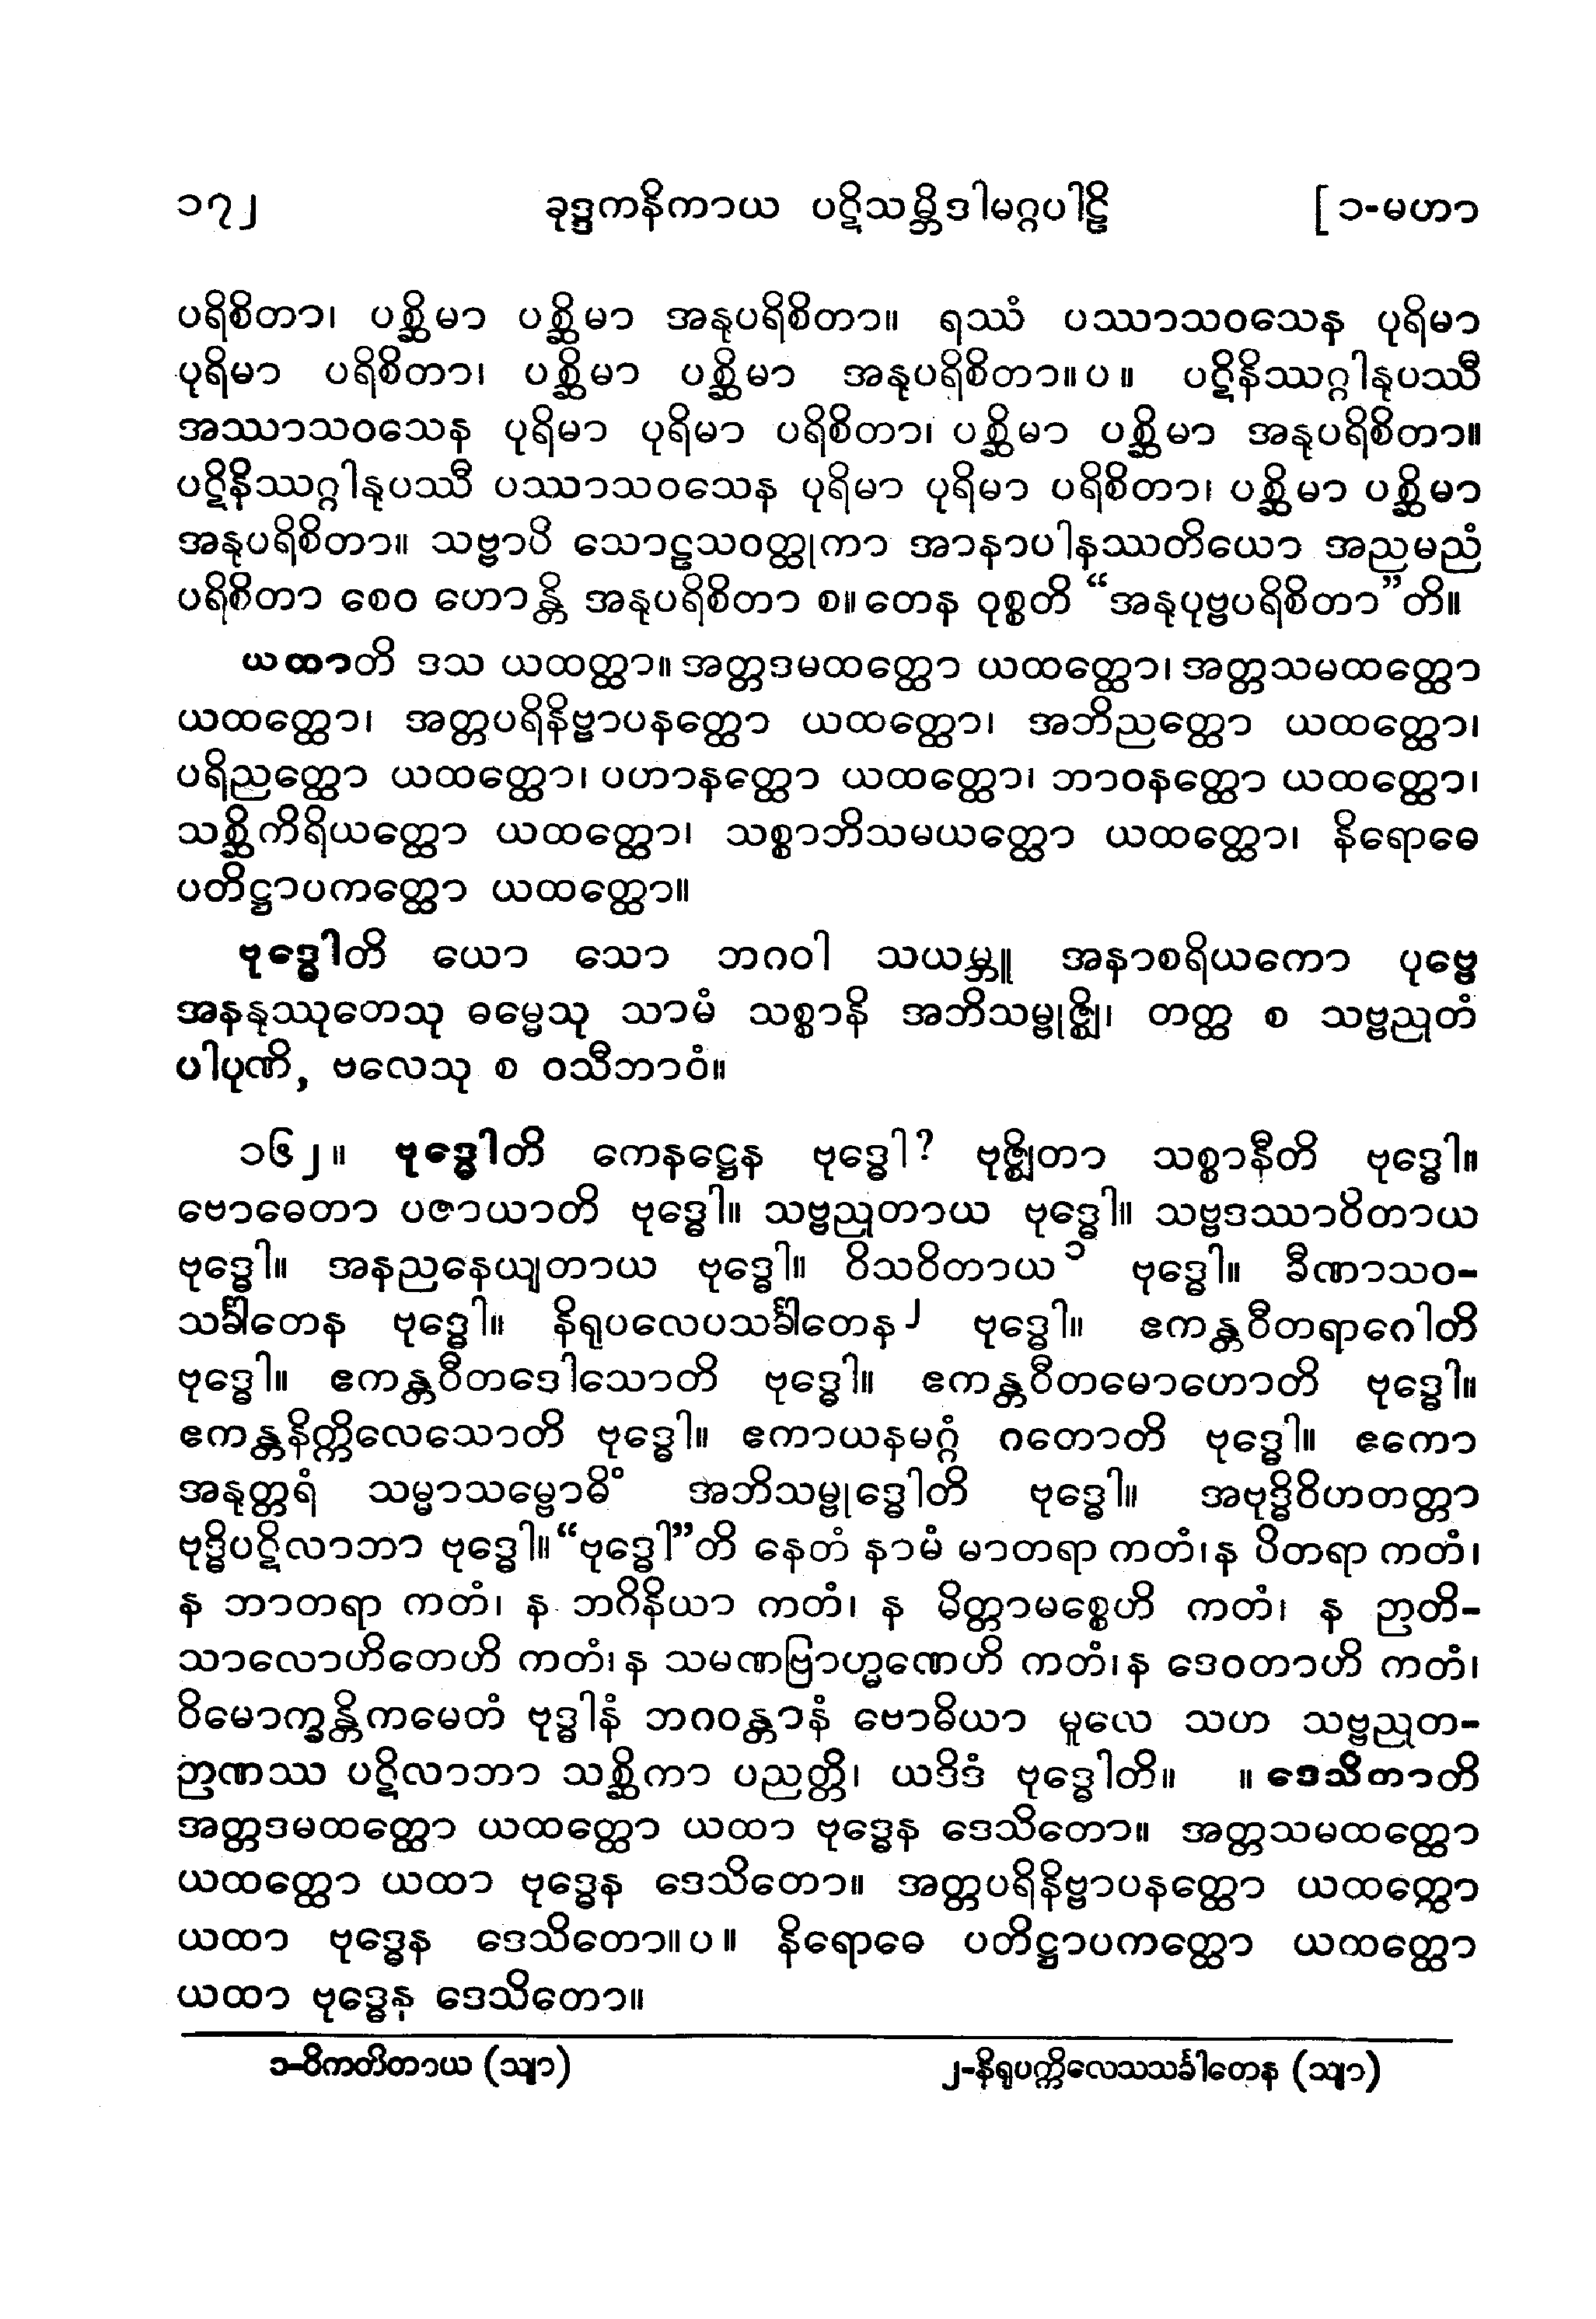 ၁၇၂ ခုဒ္ဒကနိကာယ ပဋိသမ္ဘိဒါမဂ္ဂပါဠိ [ ၁-မဟာ
ပရိစိတာ၊ ပစ္ဆိမာ ပစ္ဆိမာ အနုပရိစိတာ။ ရဿံ ပဿာသဝသေန ပုရိမာ
ပုရိမာ ပရိစိတာ၊ ပစ္ဆိမာ ပစ္ဆိမာ အနုပရိစိတာ။ပ။ ပဋိနိဿဂ္ဂါနုပဿီ
အဿာသဝသေန ပုရိမာ ပုရိမာ ပရိစိတာ၊ ပစ္ဆိမာ ပစ္ဆိမာ အနုပရိစိတာ။
ပဋိနိဿဂ္ဂါနုပဿီ ပဿာသဝသေန ပုရိမာ ပုရိမာ ပရိစိတာ၊ ပစ္ဆိမာ ပစ္ဆိမာ
အနုပရိစိတာ။ သဗ္ဗာပိ သောဠသဝတ္ထုကာ အာနာပါနဿတိယော အညမညံ
ပရိစိတာ စေဝ ဟောန္တိ အနုပရိစိတာ စ။ တေန ဝုစ္စတိ “အနုပုဗ္ဗပရိစိတာ”တိ။
ယထာတိ ဒသ ယထတ္ထာ။ အတ္တဒမထတ္ထော ယထတ္ထော၊ အတ္တသမထတ္ထော
ယထတ္ထော၊ အတ္တပရိနိဗ္ဗာပနတ္ထော ယထတ္ထော၊ အဘိညတ္ထော ယထတ္ထော၊
ပရိညတ္ထော ယထတ္ထော၊ ပဟာနတ္ထော ယထတ္ထော၊ ဘာဝနတ္ထော ယထတ္ထော၊
သစ္ဆိကိရိယတ္ထော ယထတ္ထော၊ သစ္စာဘိသမယတ္ထော ယထတ္ထော၊ နိရောဓေ
ပတိဋ္ဌာပကတ္ထော ယထတ္ထော။
ဗုဒ္ဓေါတိ ယော သော ဘဂဝါ သယမ္ဘူ အနာစရိယကော ပုဗ္ဗေ
အနနုဿုတေသု ဓမ္မေသု သာမံ သစ္စာနိ အဘိသမ္ဗုဇ္ဈိ၊ တတ္ထ စ သဗ္ဗညုတံ
ပါပုဏိ, ဗလေသု စ ဝသီဘာဝံ။
၁၆၂။ ဗုဒ္ဓေါတိ ကေနဋ္ဌေန ဗုဒ္ဓေါ? ဗုဇ္ဈိတာ သစ္စာနီတိ ဗုဒ္ဓေါ။
ဗောဓေတာ ပဇာယာတိ ဗုဒ္ဓေါ။ သဗ္ဗညုတာယ ဗုဒ္ဓေါ။ သဗ္ဗဒဿာဝိတာယ
ဗုဒ္ဓေါ။ အနညနေယျတာယ ဗုဒ္ဓေါ။ ဝိသဝိတာယ ၁ ဗုဒ္ဓေါ။ ခီဏာသဝ-
သင်္ခါတေန ဗုဒ္ဓေါ။ နိရုပလေပသင်္ခါတေန ၂ ဗုဒ္ဓေါ။ ဧကန္တဝီတရာဂေါတိ
ဗုဒ္ဓေါ။ ဧကန္တဝီတဒေါသောတိ ဗုဒ္ဓေါ။ ဧကန္တဝီတမောဟောတိ ဗုဒ္ဓေါ။
ဧကန္တနိက္ကိလေသောတိ ဗုဒ္ဓေါ။ ဧကာယနမဂ္ဂံ ဂတောတိ ဗုဒ္ဓေါ။ ဧကော
အနုတ္တရံ သမ္မာသမ္ဗောဓိံ အဘိသမ္ဗုဒ္ဓေါတိ ဗုဒ္ဓေါ။ အဗုဒ္ဓိဝိဟတတ္တာ
ဗုဒ္ဓိပဋိလာဘာ ဗုဒ္ဓေါ။ “ဗုဒ္ဓေါ”တိ နေတံ နာမံ မာတရာ ကတံ၊ န ပိတရာ ကတံ၊
န ဘာတရာ ကတံ၊ န ဘဂိနိယာ ကတံ၊ န မိတ္တာမစ္စေဟိ ကတံ၊ န ဉာတိ-
သာလောဟိတေဟိ ကတံ၊ န သမဏဗြာဟ္မဏေဟိ ကတံ၊ န ဒေဝတာဟိ ကတံ၊
ဝိမောက္ခန္တိကမေတံ ဗုဒ္ဓါနံ ဘဂဝန္တာနံ ဗောဓိယာ မူလေ သဟ သဗ္ဗညုတ-
ဉာဏဿ ပဋိလာဘာ သစ္ဆိကာ ပညတ္တိ၊ ယဒိဒံ ဗုဒ္ဓေါတိ။ ။ ဒေသိတာတိ
အတ္တဒမထတ္ထော ယထတ္ထော ယထာ ဗုဒ္ဓေန ဒေသိတော။ အတ္တသမထတ္ထော
ယထတ္ထော ယထာ ဗုဒ္ဓေန ဒေသိတော။ အတ္တပရိနိဗ္ဗာပနတ္ထော ယထတ္ထော
ယထာ ဗုဒ္ဓေန ဒေသိတော။ပ။ နိရောဓေ ပတိဋ္ဌာပကတ္ထော ယထတ္ထော
ယထာ ဗုဒ္ဓေန ဒေသိတော။
၁-ဝိကတိတာယ (သျာ) ၂-နိရုပက္ကိလေသသင်္ခါတေန (သျာ)